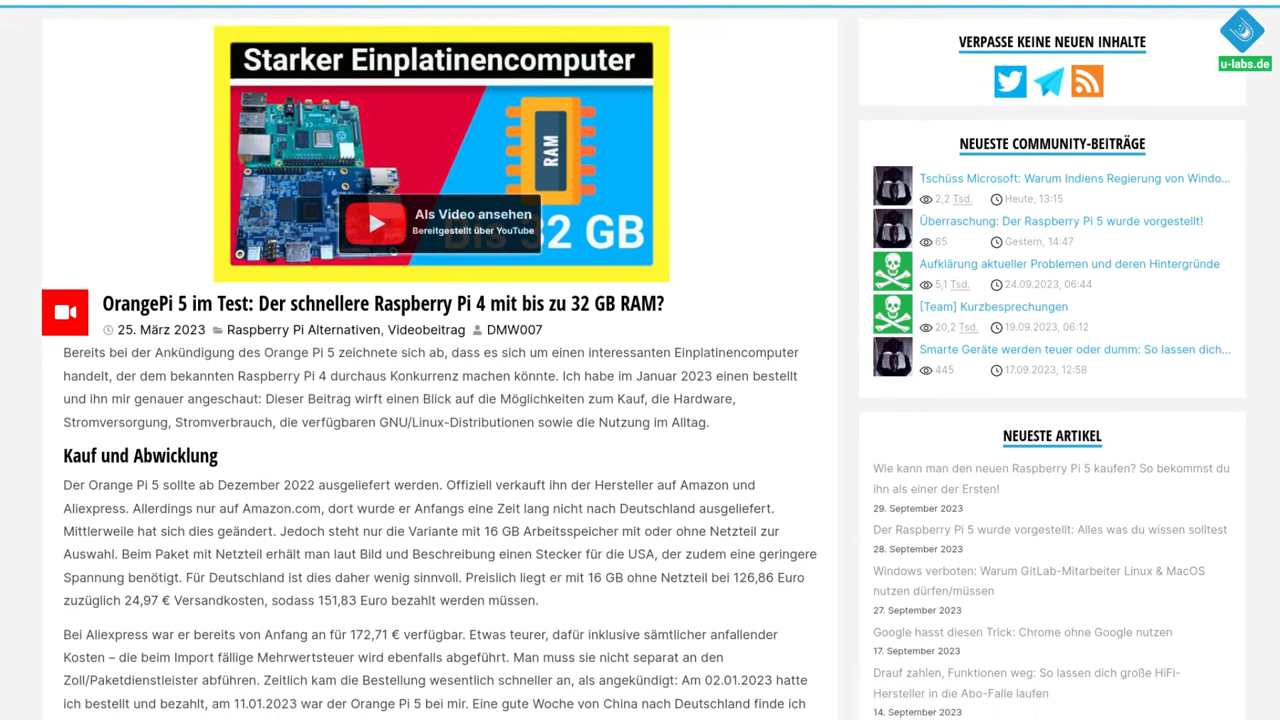 Starker Einplatinencomputer
RAM
Als Video ansehen
Bereitgestellt über YouTube
Bis 32 GB
OrangePi 5 im Test: Der schnellere Raspberry Pi 4 mit bis zu 32 GB RAM?
25. März 2023 Raspberry Pi Alternativen, Videobeitrag DMW007
Bereits bei der Ankündigung des Orange Pi 5 zeichnete sich ab, dass es sich um einen interessanten Einplatinencomputer
handelt, der dem bekannten Raspberry Pi 4 durchaus Konkurrenz machen könnte. Ich habe im Januar 2023 einen bestellt
und ihn mir genauer angeschaut: Dieser Beitrag wirft einen Blick auf die Möglichkeiten zum Kauf, die Hardware,
Stromversorgung, Stromverbrauch, die verfügbaren GNU/Linux-Distributionen sowie die Nutzung im Alltag.
Kauf und Abwicklung
Der Orange Pi 5 sollte ab Dezember 2022 ausgeliefert werden. Offiziell verkauft ihn der Hersteller auf Amazon und
Aliexpress. Allerdings nur auf Amazon.com, dort wurde er Anfangs eine Zeit lang nicht nach Deutschland ausgeliefert.
Mittlerweile hat sich dies geändert. Jedoch steht nur die Variante mit 16 GB Arbeitsspeicher mit oder ohne Netzteil zur
Auswahl. Beim Paket mit Netzteil erhält man laut Bild und Beschreibung einen Stecker für die USA, der zudem eine geringere
Spannung benötigt. Für Deutschland ist dies daher wenig sinnvoll. Preislich liegt er mit 16 GB ohne Netzteil bei 126,86 Euro
zuzüglich 24,97 € Versandkosten, sodass 151,83 Euro bezahlt werden müssen.
Bei Aliexpress war er bereits von Anfang an für 172,71 € verfügbar. Etwas teurer, dafür inklusive sämtlicher anfallender
Kosten – die beim Import fällige Mehrwertsteuer wird ebenfalls abgeführt. Man muss sie nicht separat an den
Zoll/Paketdienstleister abführen. Zeitlich kam die Bestellung wesentlich schneller an, als angekündigt: Am 02.01.2023 hatte
ich bestellt und bezahlt, am 11.01.2023 war der Orange Pi 5 bei mir. Eine gute Woche von China nach Deutschland finde ich
VERPASSE KEINE NEUEN INHALTE
u-labs.de
NEUESTE COMMUNITY-BEITRÄGE
Tschüss Microsoft: Warum Indiens Regierung von Windo...
2,2 Tsd. Heute, 13:15
Überraschung: Der Raspberry Pi 5 wurde vorgestellt!
65 Gestern, 14:47
Aufklärung aktueller Problemen und deren Hintergründe
5,1 Tsd. 24.09.2023, 06:44
[Team] Kurzbesprechungen
20,2 Tsd. 19.09.2023, 06:12
Smarte Geräte werden teuer oder dumm: So lassen dich...
445 17.09.2023, 12:58
NEUESTE ARTIKEL
Wie kann man den neuen Raspberry Pi 5 kaufen? So bekommst du
ihn als einer der Ersten!
29. September 2023
Der Raspberry Pi 5 wurde vorgestellt: Alles was du wissen solltest
28. September 2023
Windows verboten: Warum GitLab-Mitarbeiter Linux & MacOS
nutzen dürfen/müssen
27. September 2023
Google hasst diesen Trick: Chrome ohne Google nutzen
17. September 2023
Drauf zahlen, Funktionen weg: So lassen dich große HiFi-
Hersteller in die Abo-Falle laufen
14. September 2023